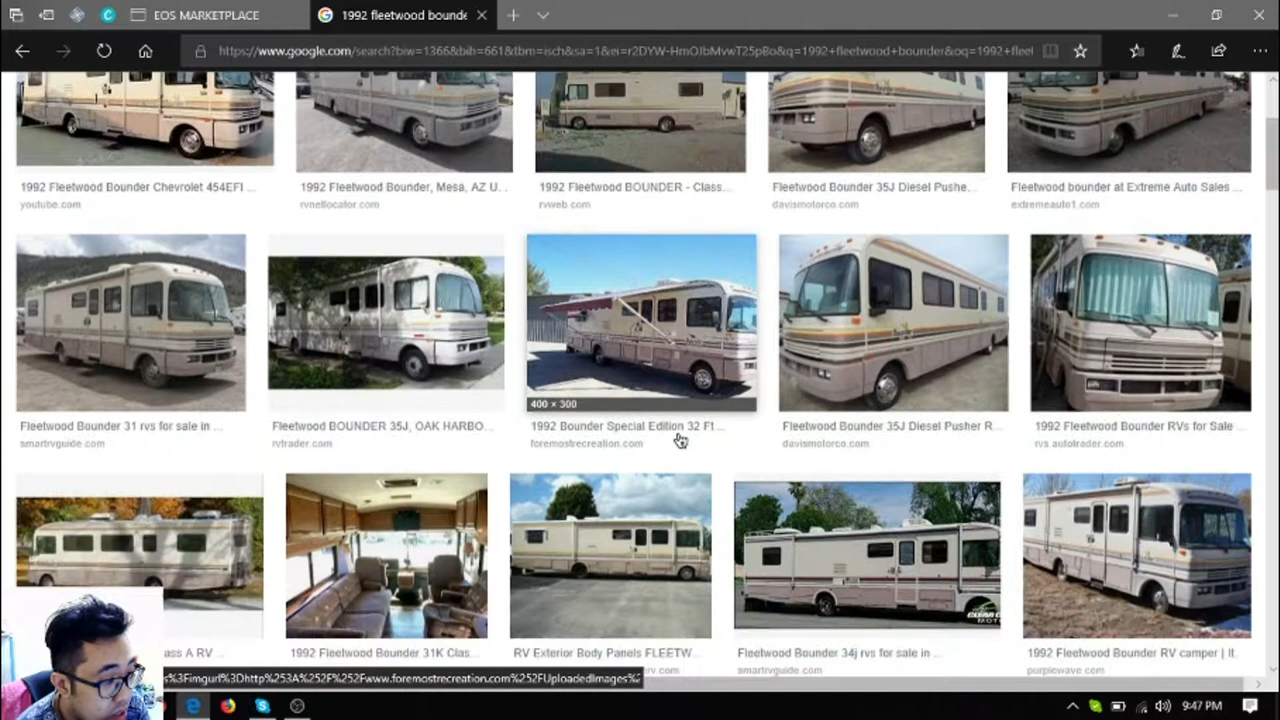 EOS MARKETPLACE
1992 fleetwood bounde
https://www.google.com/search?biw=1366&bih=661&tbm=isch&sa=1&ei=r2DYW-HmOJbMvwT25pBo&q=1992+fleetwood+bounder&oq=1992+fleel
1992 Fleetwood Bounder Chevrolet 454EFI ...
youtube.com
1992 Fleetwood Bounder, Mesa, AZ U...
rvnetlocator.com
1992 Fleetwood BOUNDER - Class...
rvweb.com
Fleetwood Bounder 35J Diesel Pushe...
davismotorco.com
Fleetwood bounder at Extreme Auto Sales ...
extremeauto1.com
400 × 300
Fleetwood Bounder 31 rvs for sale in ...
smartrvguide.com
Fleetwood BOUNDER 35J, OAK HARBO...
rvtrader.com
1992 Bounder Special Edition 32 Ft...
foremostrecreation.com
Fleetwood Bounder 35J Diesel Pusher R...
davismotorco.com
1992 Fleetwood Bounder RVs for Sale ...
rvs.autotrader.com
ass A RV ...
1992 Fleetwood Bounder 31K Clas...
RV Exterior Body Panels FLEETW...
rv.com
Fleetwood Bounder 34j rvs for sale in ...
smartrvguide.com
1992 Fleetwood Bounder RV camper | It.
purplewave.com
s%3Fimgurl%3Dhttp%253A%252F%252Fwww.foremostrecreation.com%252FUploadedImages%2
9:47 PM